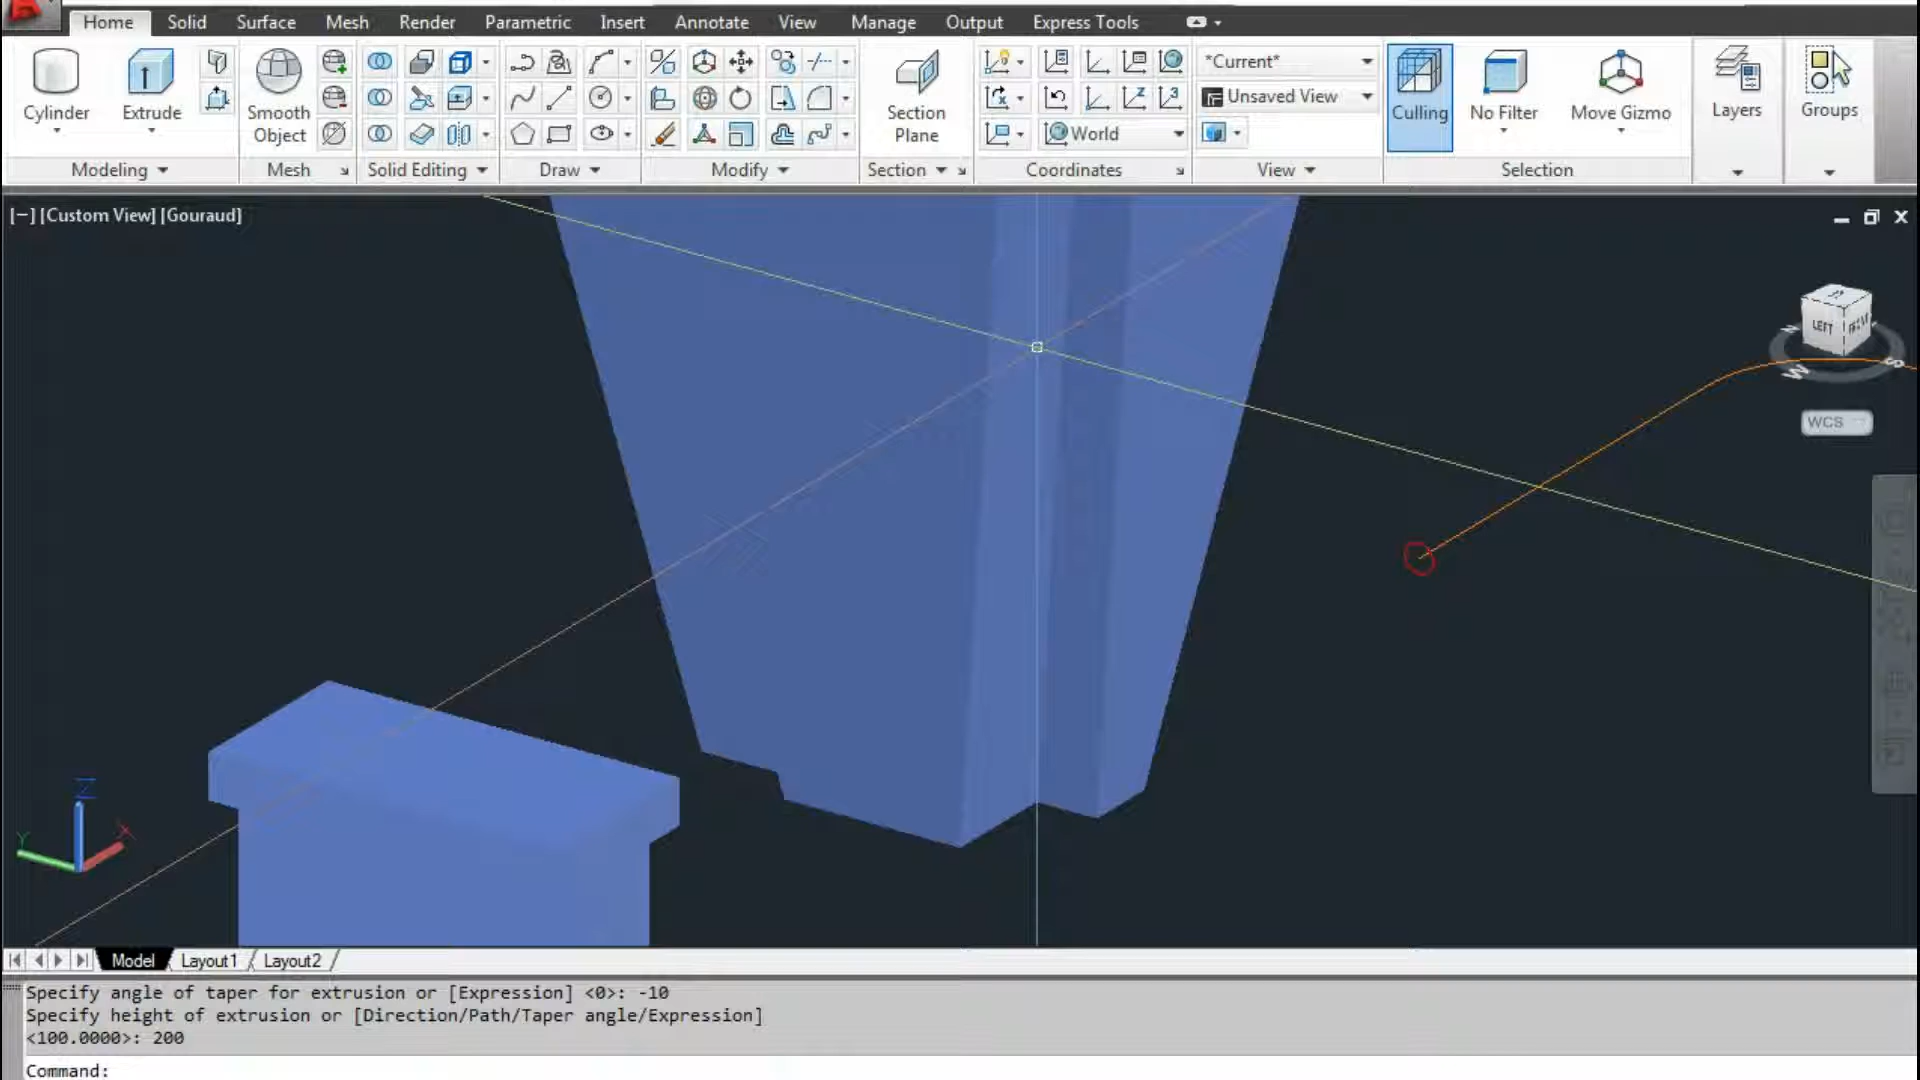 Home Solid Surface Mesh Render Parametric Insert Annotate View Manage Output Express Tools
Cylinder
Extrude
Smooth Object
Section Plane
*Current*
Unsaved View
World
Culling
No Filter
Move Gizmo
Layers
Groups
Modeling Mesh Solid Editing Draw Modify Section Coordinates View Selection
[−] [Custom View] [Gouraud]
LEFT
N
W
S
WCS
Z
Y
X
Model Layout1 Layout2
Specify angle of taper for extrusion or [Expression] <0>: -10
Specify height of extrusion or [Direction/Path/Taper angle/Expression]
<100.0000>: 200
Command: